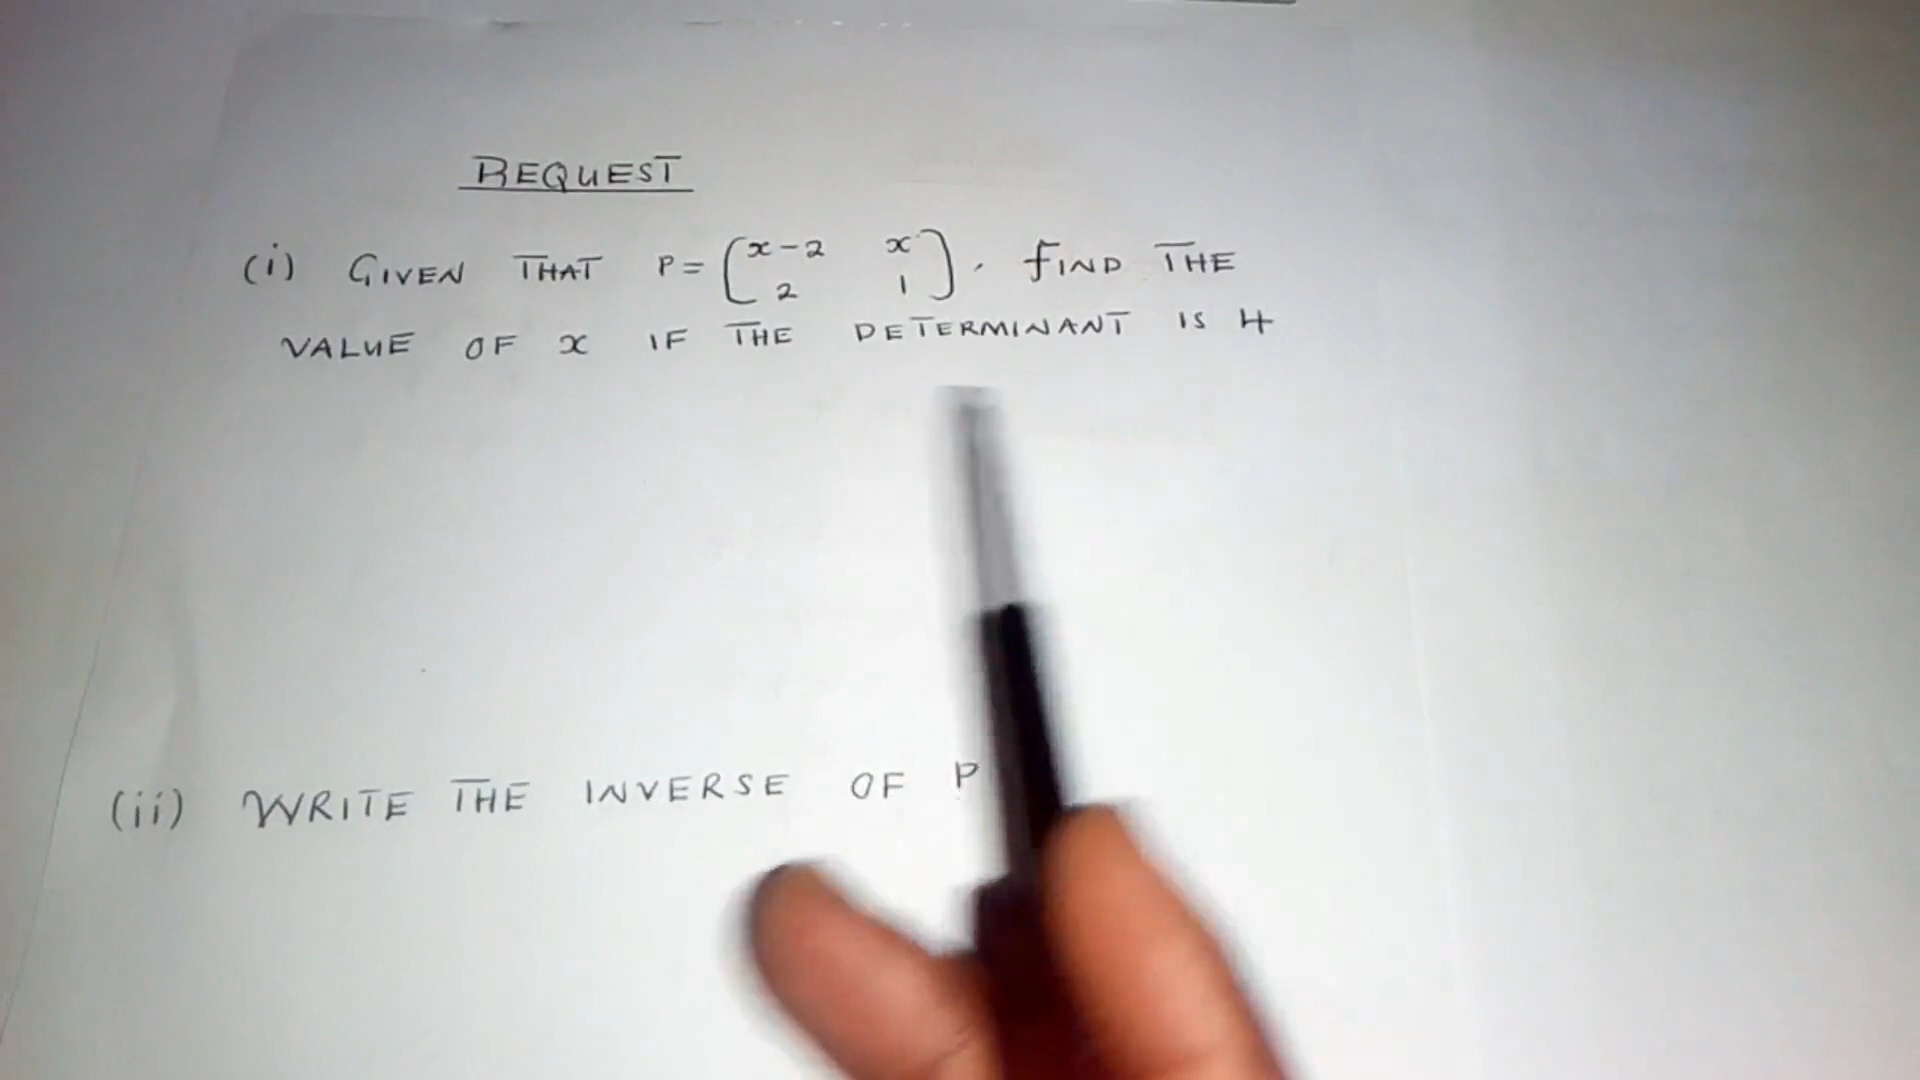 REQUEST
(i) GIVEN THAT P = (x-2 x
2 1). FIND THE
VALUE OF x IF THE DETERMINANT IS 4
(ii) WRITE THE INVERSE OF P